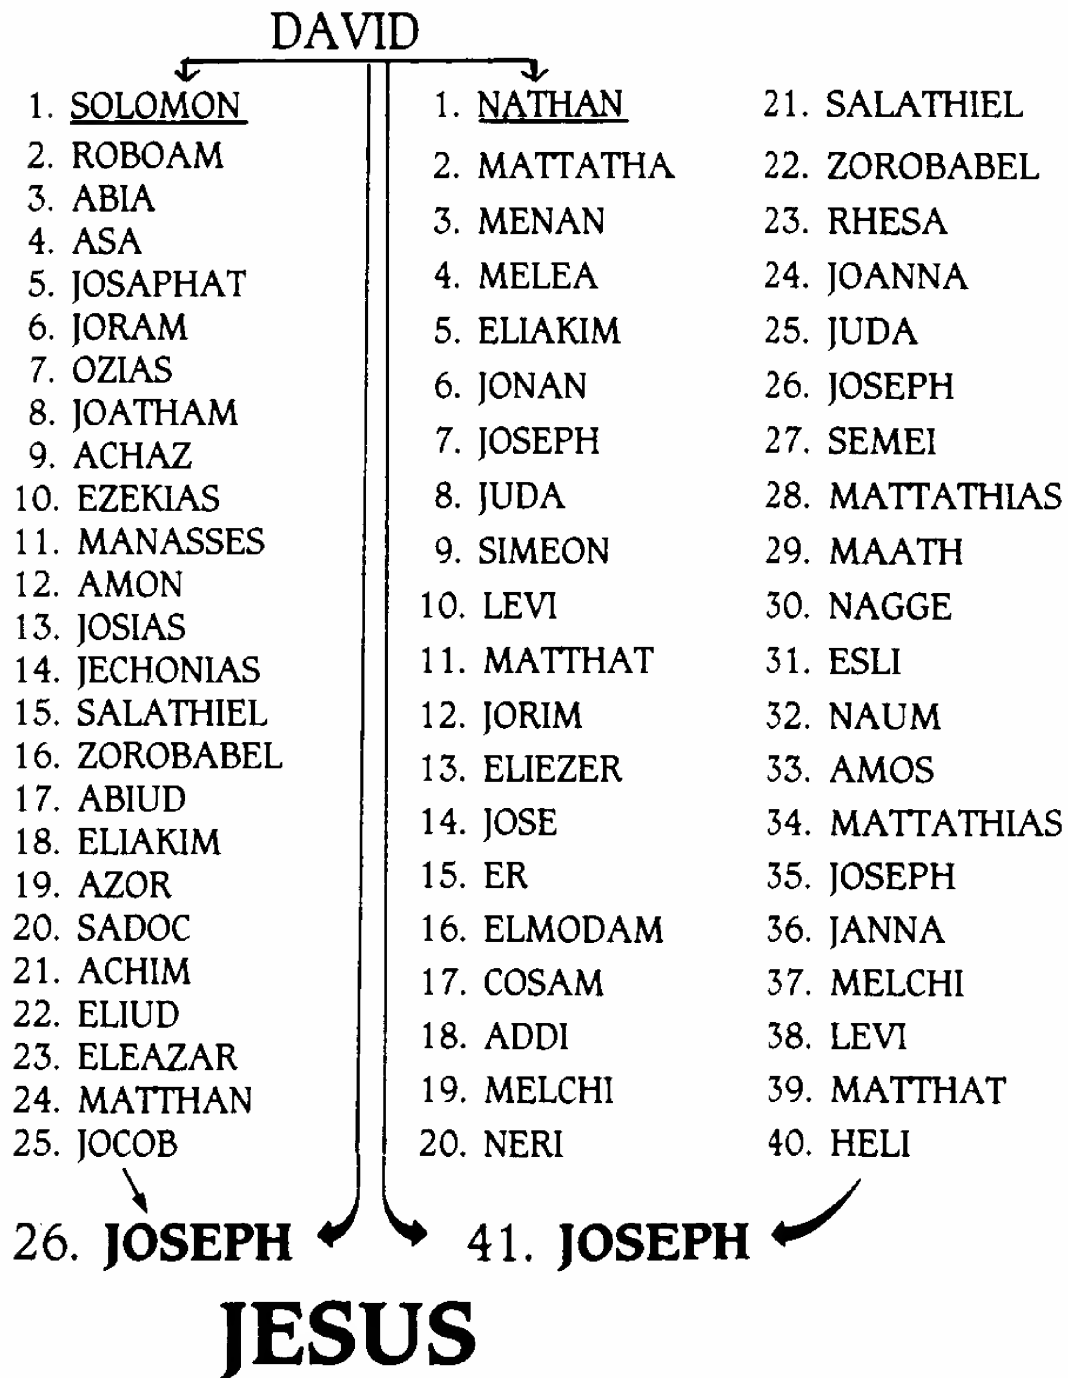 DAVID
1. SOLOMON
2. ROBOAM
3. ABIA
4. ASA
5. JOSAPHAT
6. JORAM
7. OZIAS
8. JOATHAM
9. ACHAZ
10. EZEKIAS
11. MANASSES
12. AMON
13. JOSIAS
14. JECHONIAS
15. SALATHIEL
16. ZOROBABEL
17. ABIUD
18. ELIAKIM
19. AZOR
20. SADOC
21. ACHIM
22. ELIUD
23. ELEAZAR
24. MATTHAN
25. JOCOB
26. JOSEPH
1. NATHAN
2. MATTATHA
3. MENAN
4. MELEA
5. ELIAKIM
6. JONAN
7. JOSEPH
8. JUDA
9. SIMEON
10. LEVI
11. MATTHAT
12. JORIM
13. ELIEZER
14. JOSE
15. ER
16. ELMODAM
17. COSAM
18. ADDI
19. MELCHI
20. NERI
21. SALATHIEL
22. ZOROBABEL
23. RHESA
24. JOANNA
25. JUDA
26. JOSEPH
27. SEMEI
28. MATTATHIAS
29. MAATH
30. NAGGE
31. ESLI
32. NAUM
33. AMOS
34. MATTATHIAS
35. JOSEPH
36. JANNA
37. MELCHI
38. LEVI
39. MATTHAT
40. HELI
41. JOSEPH
JESUS